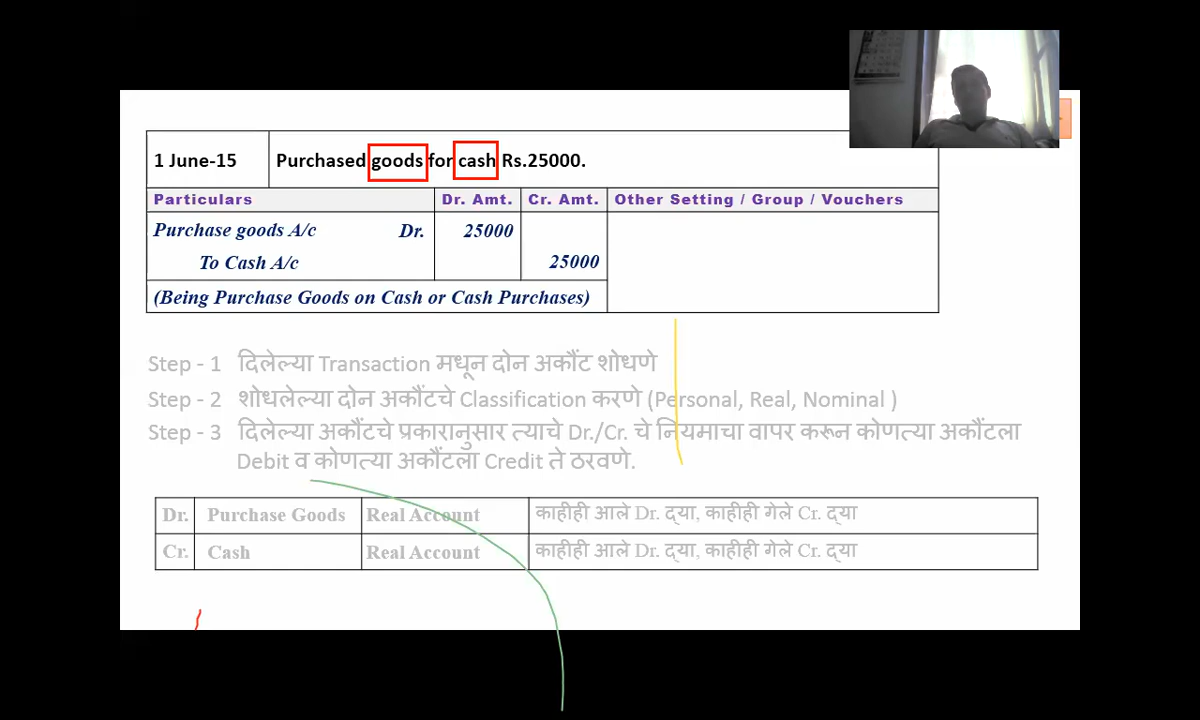 1 June-15 Purchased goods for cash Rs.25000.
Particulars Dr. Amt. Cr. Amt. Other Setting / Group / Vouchers
Purchase goods A/c Dr. 25000
To Cash A/c 25000
(Being Purchase Goods on Cash or Cash Purchases)
Step - 1 दिलेल्या Transaction मधून दोन अकौंट शोधणे
Step - 2 शोधलेल्या दोन अकौंटचे Classification करणे (Personal, Real, Nominal )
Step - 3 दिलेल्या अकौंटचे प्रकारानुसार त्याचे Dr./Cr. चे नियमाचा वापर करून कोणत्या अकौंटला
Debit व कोणत्या अकौंटला Credit ते ठरवणे.
Dr. Purchase Goods Real Account काहीही आले Dr. द्या, काहीही गेले Cr. द्या
Cr. Cash Real Account काहीही आले Dr. द्या, काहीही गेले Cr. द्या